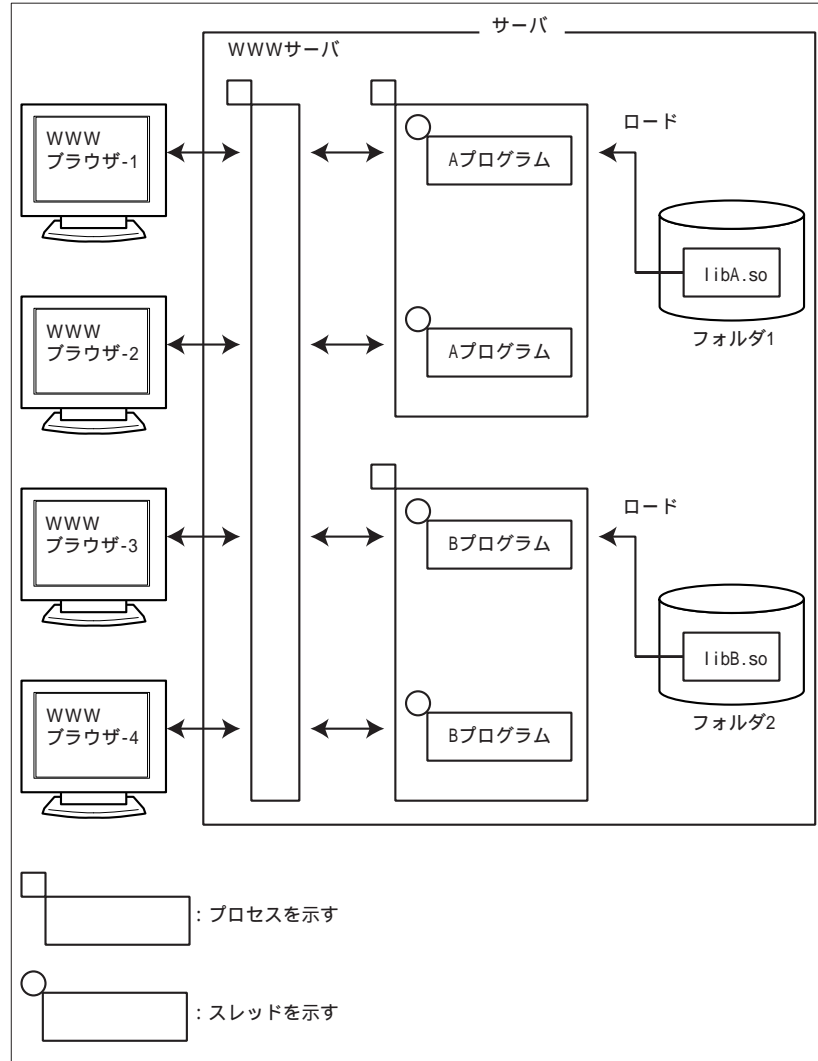 サーバ
WWWサーバ
WWW
ブラウザ-1
Aプログラム
ロード
libA.so
フォルダ1
WWW
ブラウザ-2
Aプログラム
WWW
ブラウザ-3
Bプログラム
ロード
libB.so
フォルダ2
WWW
ブラウザ-4
Bプログラム
:プロセスを示す
:スレッドを示す